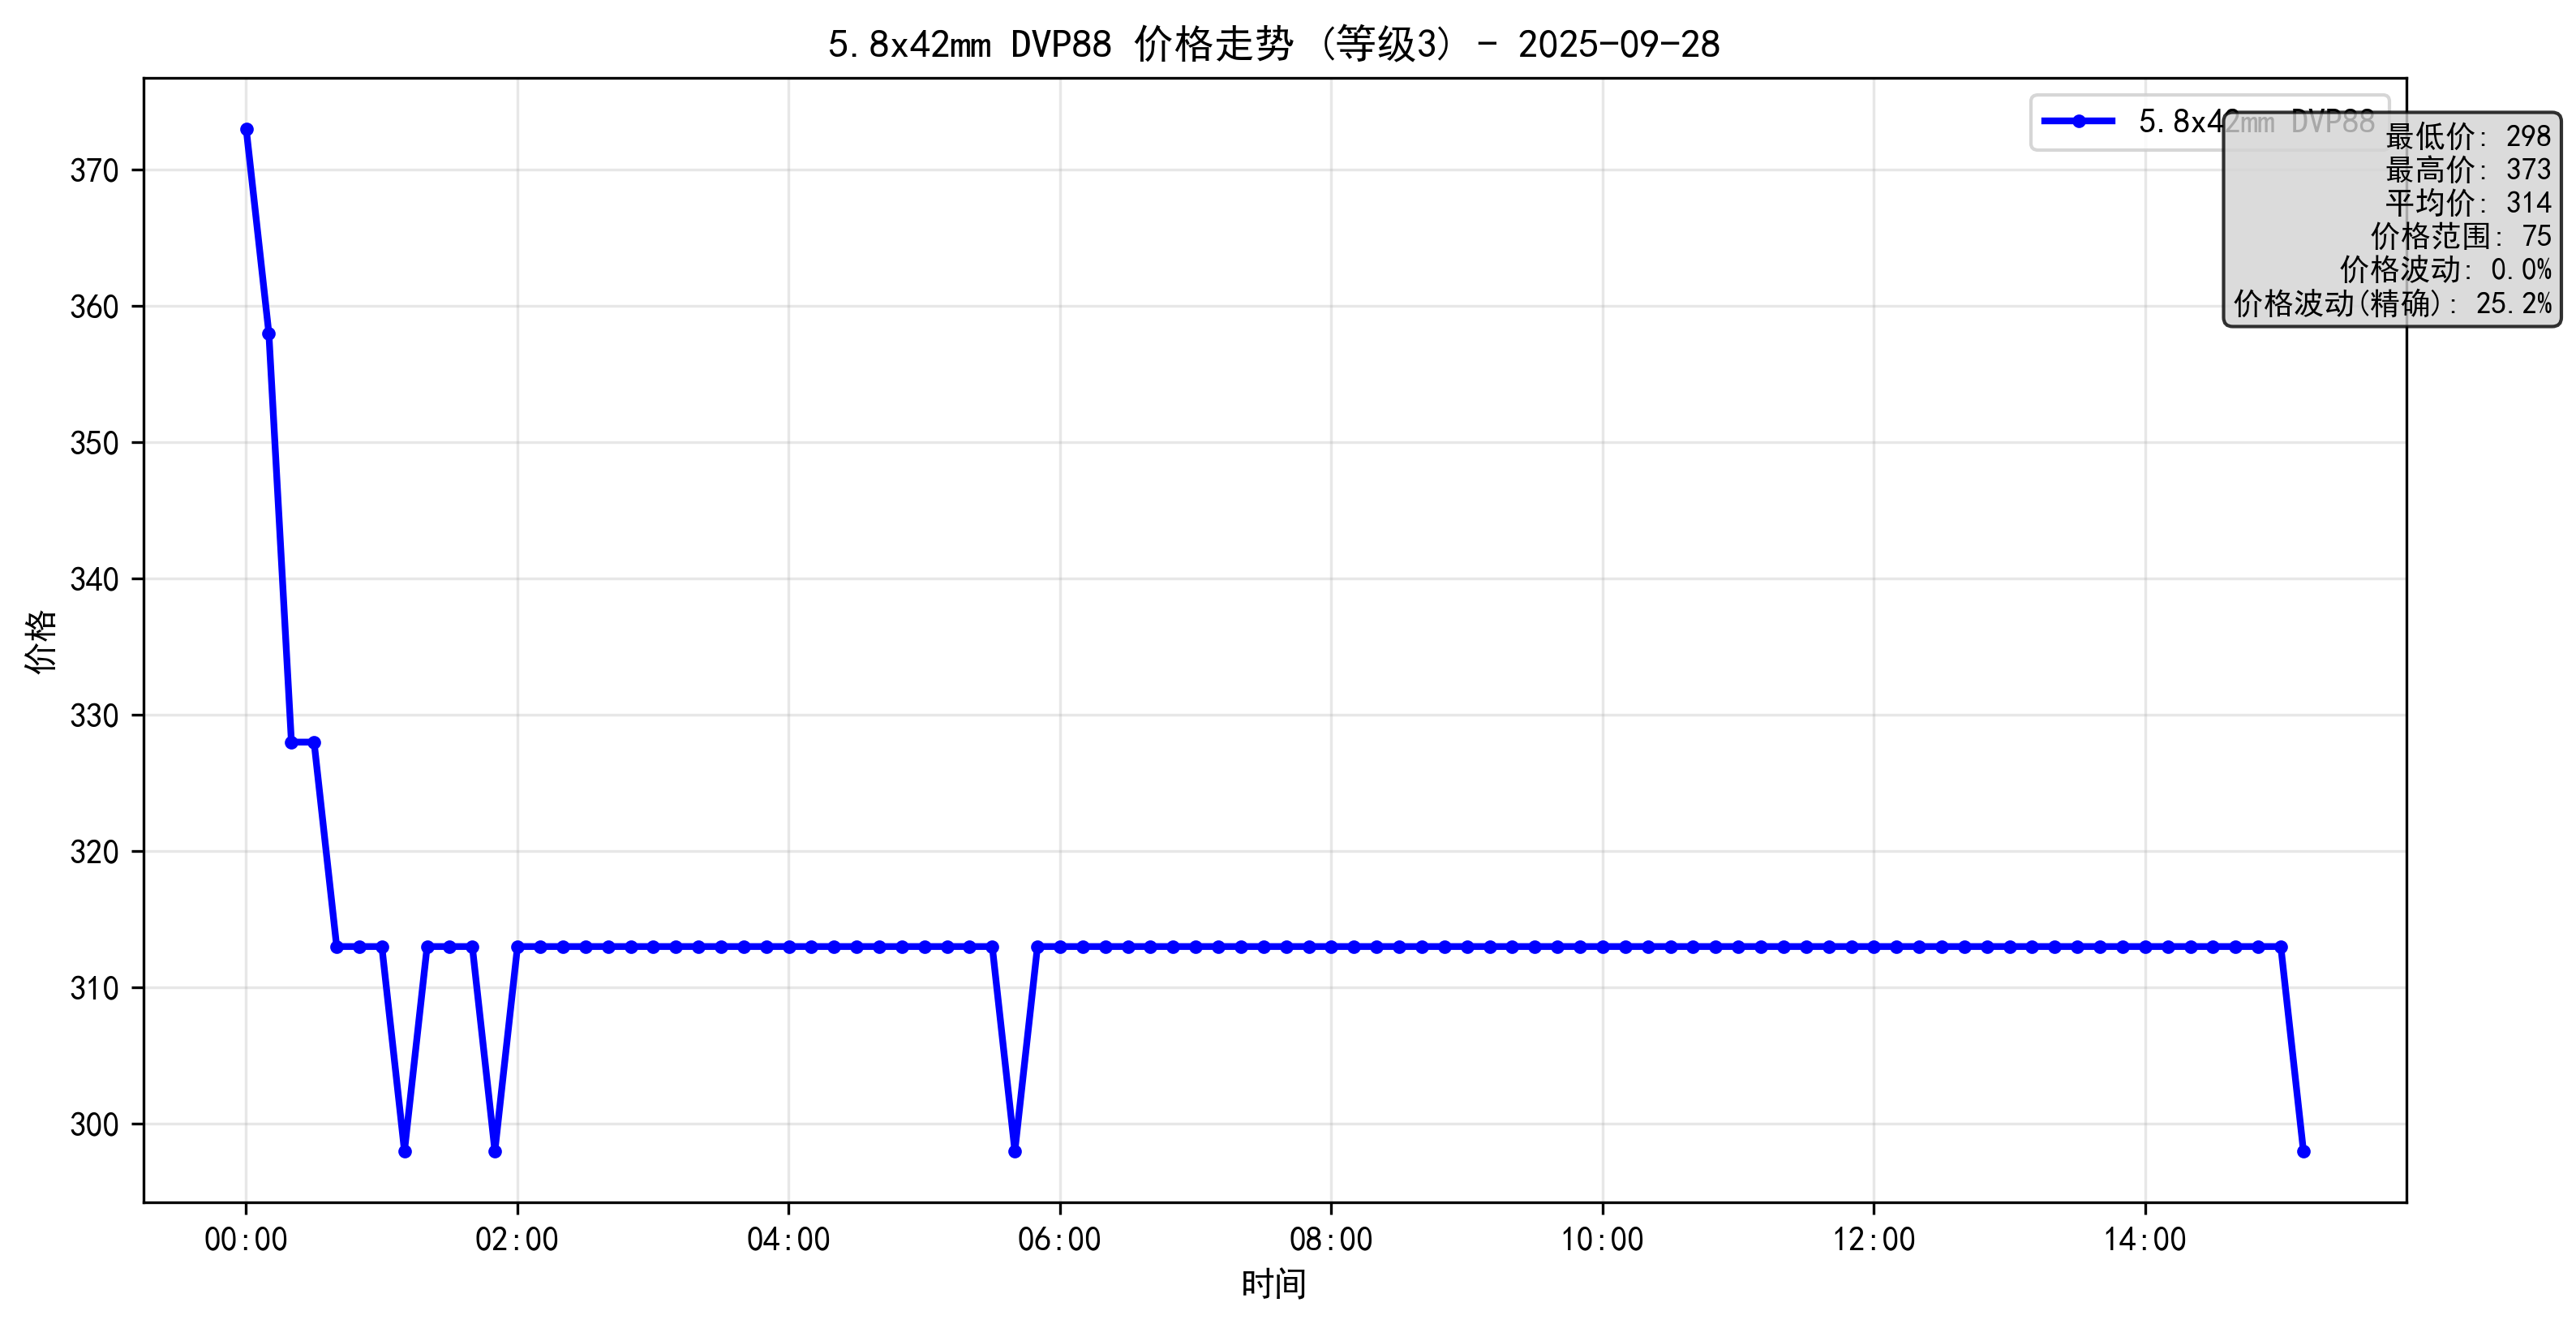 5.8x42mm DVP88 价格走势 (等级3) - 2025-09-28
5.8x42mm DVP88
最低价: 298
最高价: 373
平均价: 314
价格范围: 75
价格波动: 0.0%
价格波动(精确): 25.2%
370
360
350
340
330
320
310
300
价格
00:00 02:00 04:00 06:00 08:00 10:00 12:00 14:00
时间